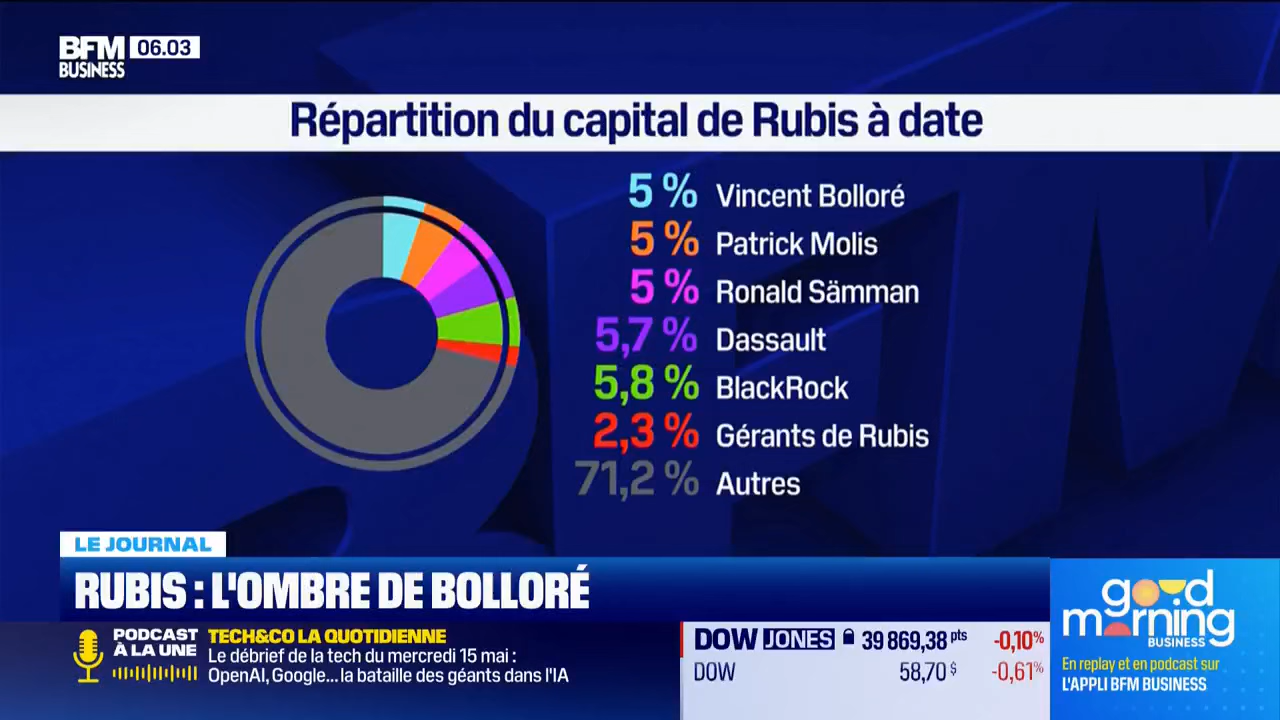 BFM
BUSINESS
06.03
Répartition du capital de Rubis à date
5 % Vincent Bolloré
5 % Patrick Molis
5 % Ronald Sämman
5,7 % Dassault
5,8 % BlackRock
2,3 % Gérants de Rubis
71,2 % Autres
LE JOURNAL
RUBIS : L'OMBRE DE BOLLORÉ
PODCAST
À LA UNE
TECH&CO LA QUOTIDIENNE
Le débrief de la tech du mercredi 15 mai :
OpenAI, Google... la bataille des géants dans l'IA
DOW JONES 39 869,38 pts -0,10%
DOW 58,70 $ -0,61%
good
morning
BUSINESS
En replay et en podcast sur
L'APPLI BFM BUSINESS